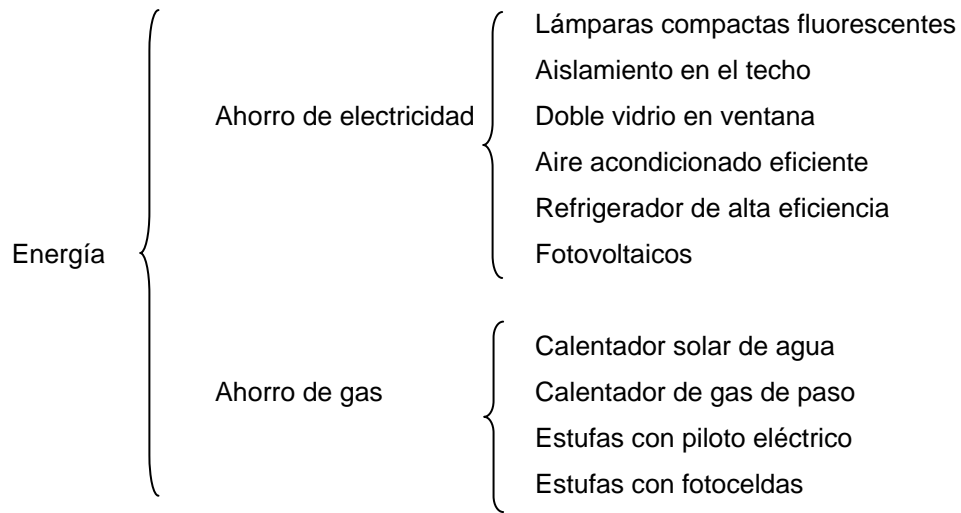 Energía
Ahorro de electricidad
Lámparas compactas fluorescentes
Aislamiento en el techo
Doble vidrio en ventana
Aire acondicionado eficiente
Refrigerador de alta eficiencia
Fotovoltaicos
Ahorro de gas
Calentador solar de agua
Calentador de gas de paso
Estufas con piloto eléctrico
Estufas con fotoceldas